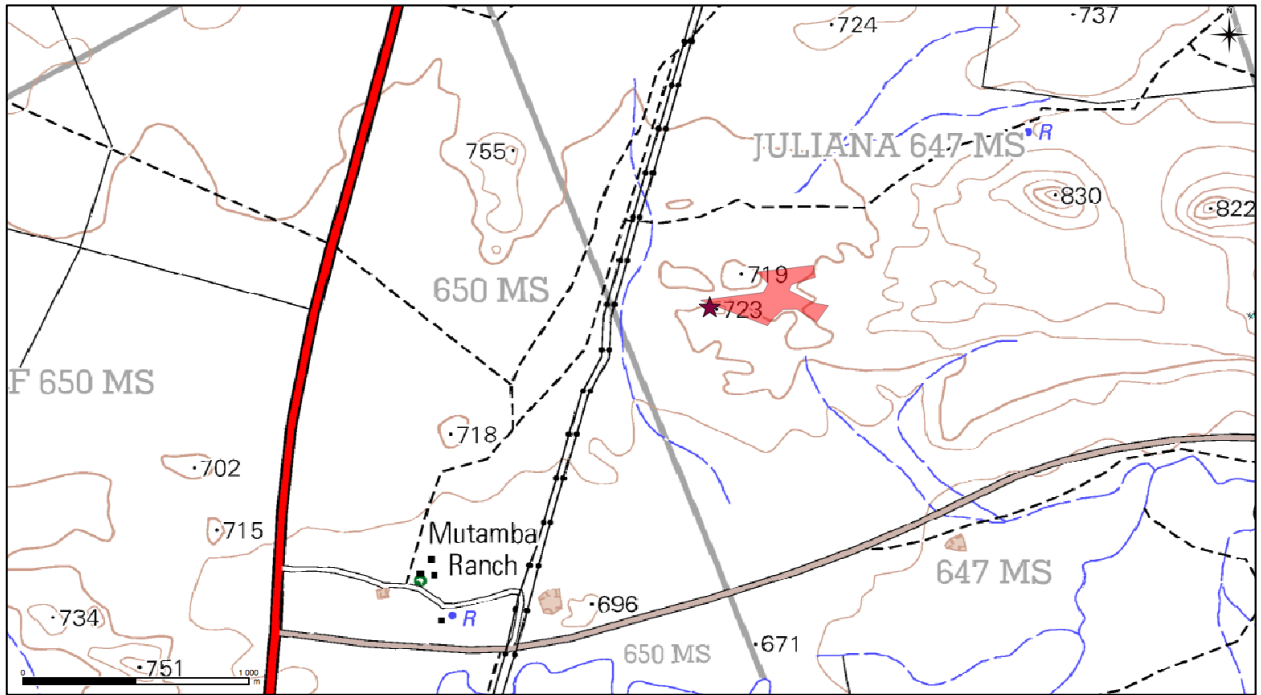 724
737
N
755
JULIANA 647 MS
R
830
822
719
650 MS
723
F 650 MS
718
702
715
Mutamba
Ranch
647 MS
734
R
696
650 MS
671
751
0
1 000
m